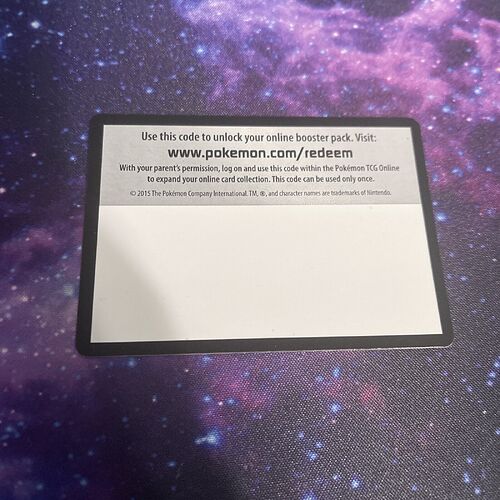 Use this code to unlock your online booster pack. Visit:
www.pokemon.com/redeem
With your parent's permission, log on and use this code within the Pokémon TCG Online
to expand your online card collection. This code can be used only once.
© 2015 The Pokémon Company International. TM, ®, and character names are trademarks of Nintendo.